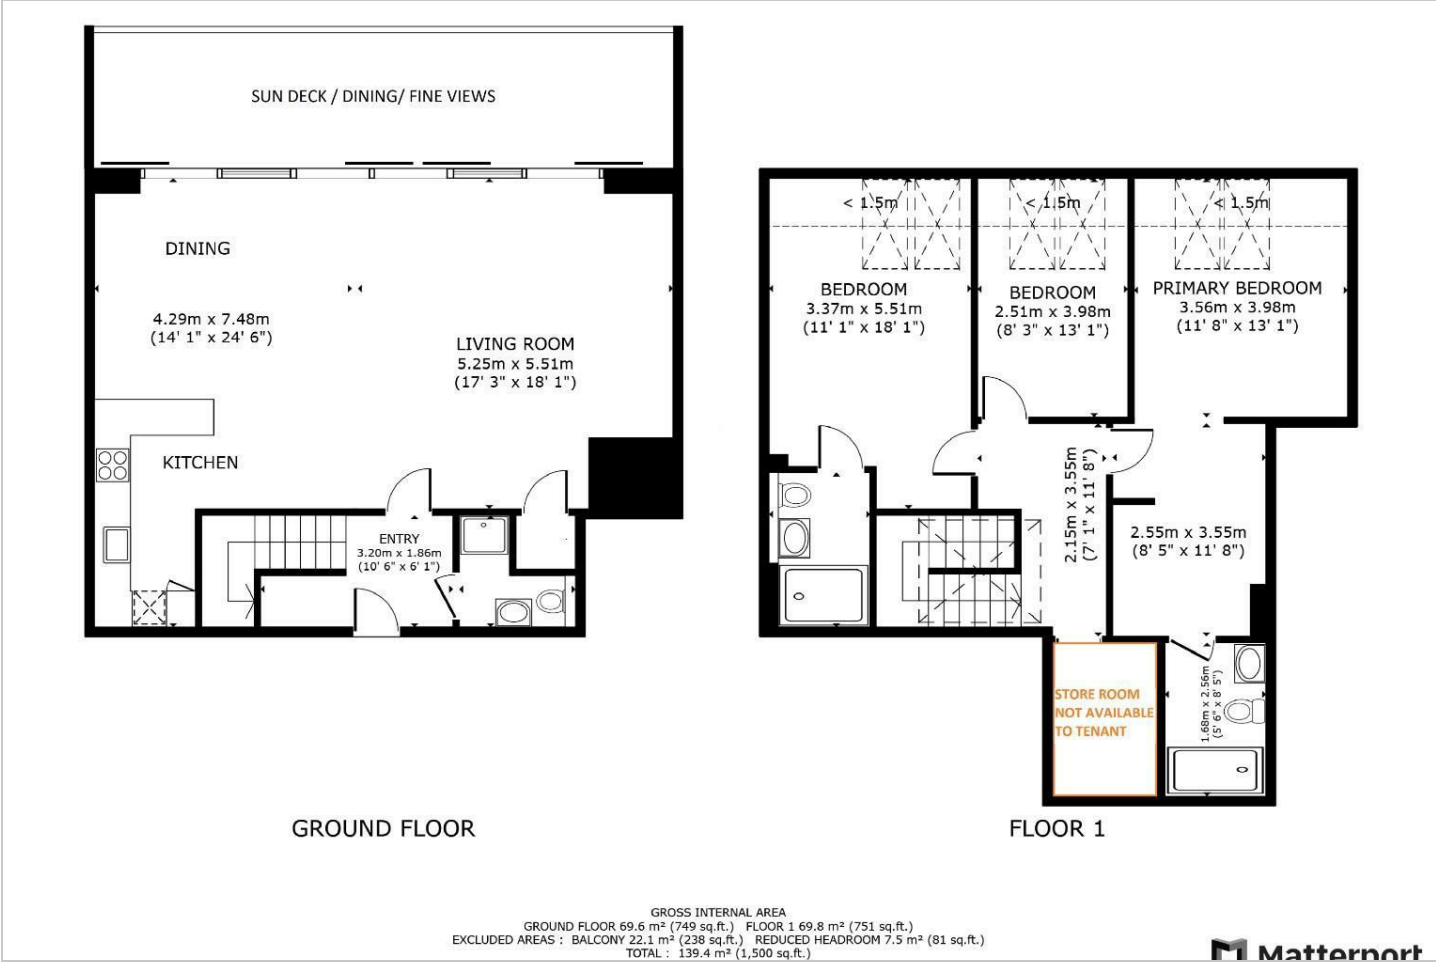 SUN DECK / DINING/ FINE VIEWS
DINING
4.29m x 7.48m
(14' 1" x 24' 6")
LIVING ROOM
5.25m x 5.51m
(17' 3" x 18' 1")
KITCHEN
ENTRY
3.20m x 1.86m
(10' 6" x 6' 1")
GROUND FLOOR
< 1.5m
< 1.5m
< 1.5m
BEDROOM
3.37m x 5.51m
(11' 1" x 18' 1")
BEDROOM
2.51m x 3.98m
(8' 3" x 13' 1")
PRIMARY BEDROOM
3.56m x 3.98m
(11' 8" x 13' 1")
2.15m x 3.55m
(7' 1" x 11' 8")
2.55m x 3.55m
(8' 5" x 11' 8")
STORE ROOM
NOT AVAILABLE
TO TENANT
1.68m x 2.56m
(5' 6" x 8' 5")
FLOOR 1
GROSS INTERNAL AREA
GROUND FLOOR 69.6 m² (749 sq.ft.) FLOOR 1 69.8 m² (751 sq.ft.)
EXCLUDED AREAS : BALCONY 22.1 m² (238 sq.ft.) REDUCED HEADROOM 7.5 m² (81 sq.ft.)
TOTAL : 139.4 m² (1,500 sq.ft.)
Matterport